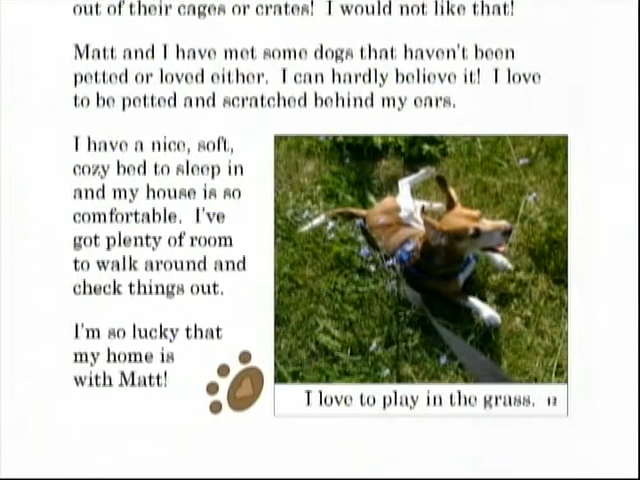 out of their cages or crates!  I would not like that!
Matt and I have met some dogs that haven't been
petted or loved either.  I can hardly believe it!  I love
to be petted and scratched behind my ears.
I have a nice, soft,
cozy bed to sleep in
and my house is so
comfortable.  I've
got plenty of room
to walk around and
check things out.
I'm so lucky that
my home is
with Matt!
I love to play in the grass.
12